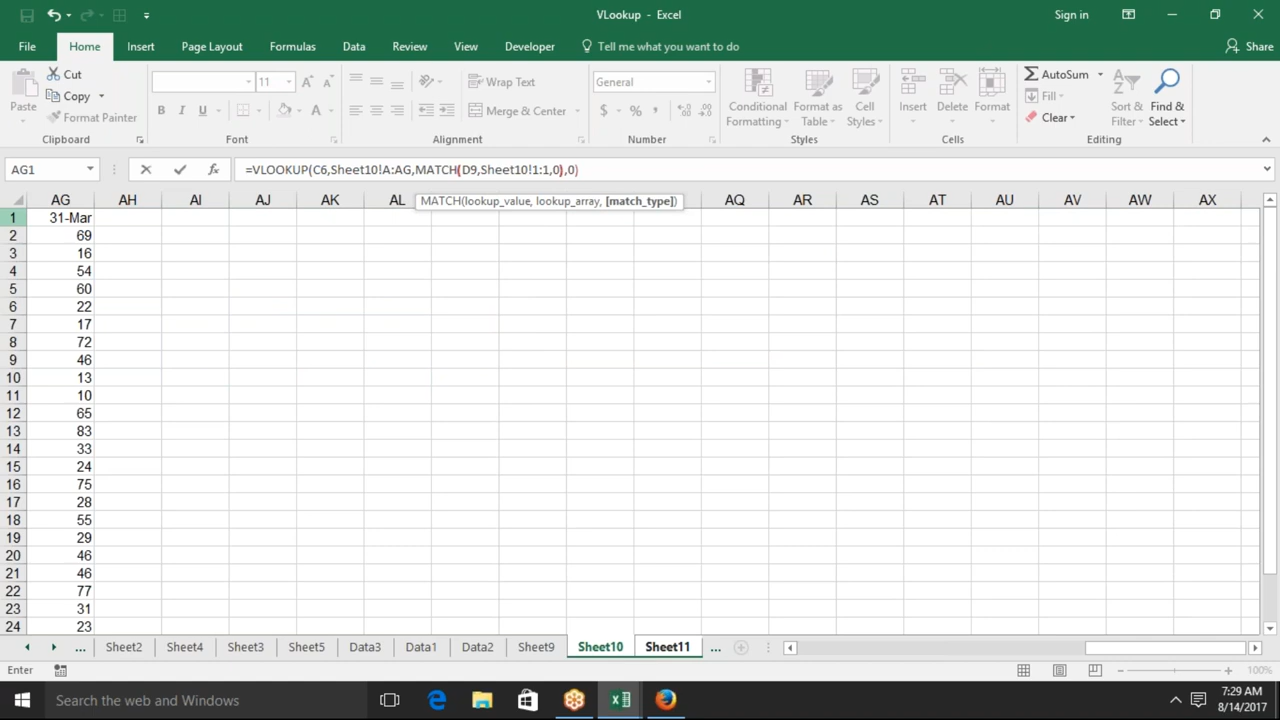 VLookup - Excel
Sign in
File Home Insert Page Layout Formulas Data Review View Developer Tell me what you want to do Share
Paste
Cut
Copy
Format Painter
Clipboard
11
Font
Wrap Text
Merge & Center
Alignment
General
Number
Conditional Formatting
Format as Table
Cell Styles
Styles
Insert
Delete
Format
Cells
AutoSum
Fill
Clear
Sort & Filter
Find & Select
Editing
AG1 =VLOOKUP(C6,Sheet10!A:AG,MATCH(D9,Sheet10!1:1,0),0)
MATCH(lookup_value, lookup_array, [match_type])
AG AH AI AJ AK AL AQ AR AS AT AU AV AW AX
1 31-Mar
2 69
3 16
4 54
5 60
6 22
7 17
8 72
9 46
10 13
11 10
12 65
13 83
14 33
15 24
16 75
17 28
18 55
19 29
20 46
21 46
22 77
23 31
24 23
... Sheet2 Sheet4 Sheet3 Sheet5 Data3 Data1 Data2 Sheet9 Sheet10 Sheet11 ...
Enter 100%
Search the web and Windows
7:29 AM
8/14/2017